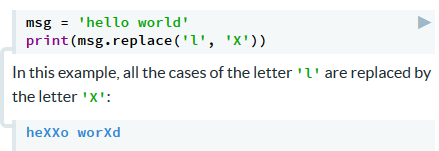 msg = 'hello world'
print(msg.replace('l', 'X'))
In this example, all the cases of the letter 'l' are replaced by
the letter 'X':
heXXo worXd